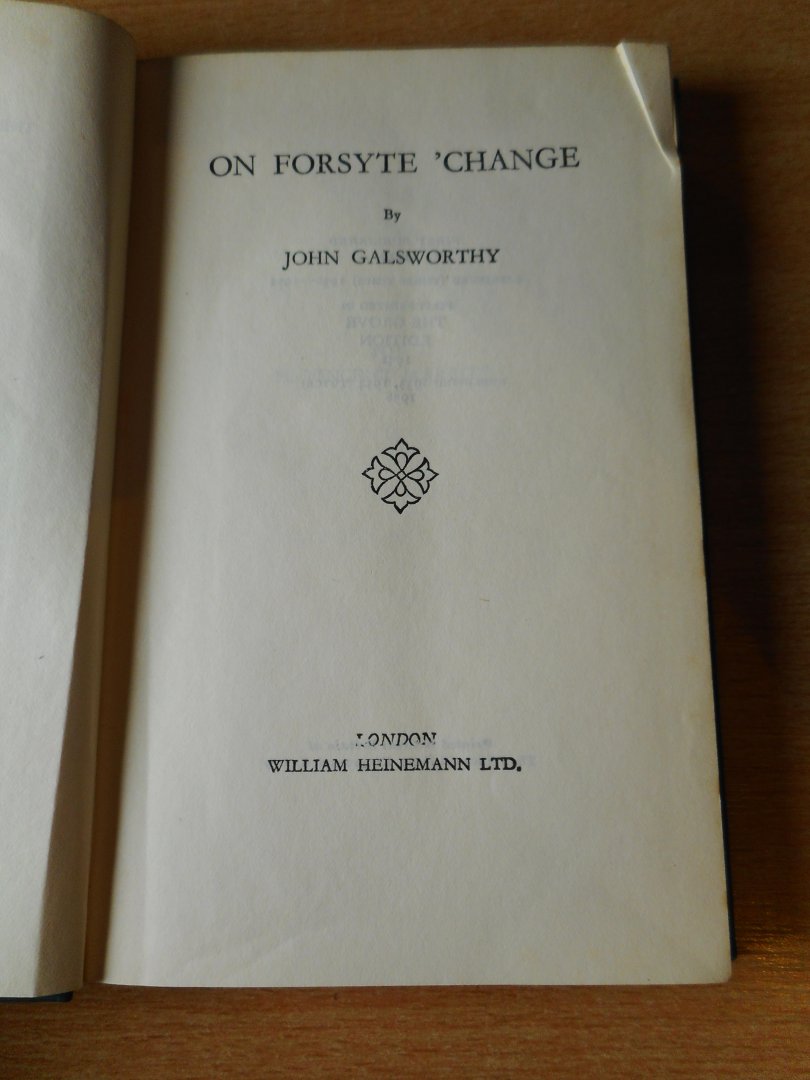 ON FORSYTE 'CHANGE
By
JOHN GALSWORTHY
LONDON
WILLIAM HEINEMANN LTD.